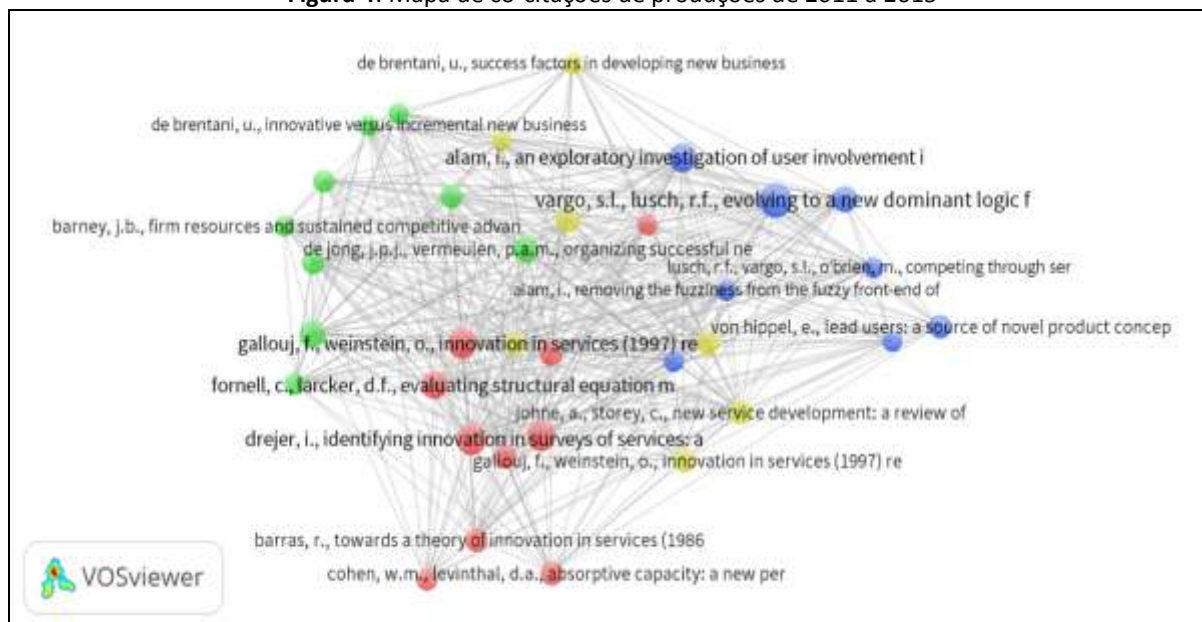 Mapa de co-citações de produções de 2011 a 2015
de brentani, u., success factors in developing new business
de brentani, u., innovative versus incremental new business
alam, i., an exploratory investigation of user involvement i
vargo, s.l., lusch, r.f., evolving to a new dominant logic f
barney, j.b., firm resources and sustained competitive advan
de jong, j.p.j., vermeulen, p.a.m., organizing successful ne
lusch, r.f., vargo, s.l., o'brien, m., competing through ser
alam, i., removing the fuzziness from the fuzzy front-end of
von hippel, e., lead users: a source of novel product concep
gallouj, f., weinstein, o., innovation in services (1997) re
fornell, c., larcker, d.f., evaluating structural equation m
johne, a., storey, c., new service development: a review of
drejer, i., identifying innovation in surveys of services: a
gallouj, f., weinstein, o., innovation in services (1997) re
barras, r., towards a theory of innovation in services (1986
cohen, w.m., levinthal, d.a., absorptive capacity: a new per
VOSviewer